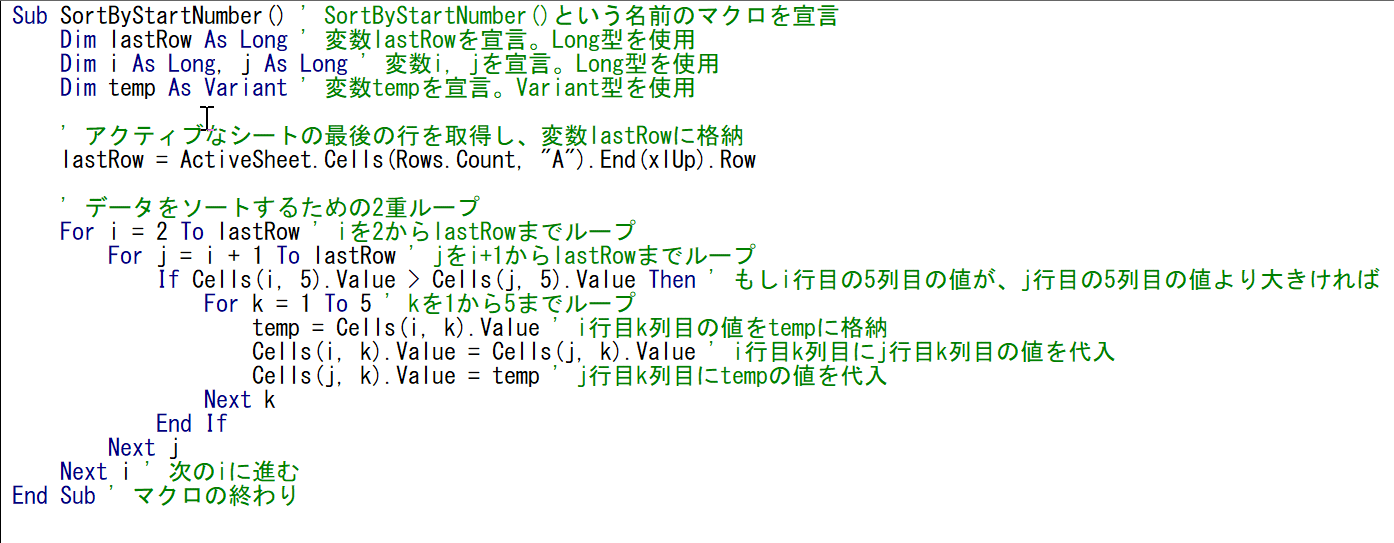 Sub SortByStartNumber() ' SortByStartNumber()という名前のマクロを宣言
    Dim lastRow As Long ' 変数lastRowを宣言。Long型を使用
    Dim i As Long, j As Long ' 変数i, jを宣言。Long型を使用
    Dim temp As Variant ' 変数tempを宣言。Variant型を使用

    ' アクティブなシートの最後の行を取得し、変数lastRowに格納
    lastRow = ActiveSheet.Cells(Rows.Count, "A").End(xlUp).Row

    ' データをソートするための2重ループ
    For i = 2 To lastRow ' iを2からlastRowまでループ
        For j = i + 1 To lastRow ' jをi+1からlastRowまでループ
            If Cells(i, 5).Value > Cells(j, 5).Value Then ' もしi行目の5列目の値が、j行目の5列目の値より大きければ
                For k = 1 To 5 ' kを1から5までループ
                    temp = Cells(i, k).Value ' i行目k列目の値をtempに格納
                    Cells(i, k).Value = Cells(j, k).Value ' i行目k列目にj行目k列目の値を代入
                    Cells(j, k).Value = temp ' j行目k列目にtempの値を代入
                Next k
            End If
        Next j
    Next i ' 次のiに進む
End Sub ' マクロの終わり